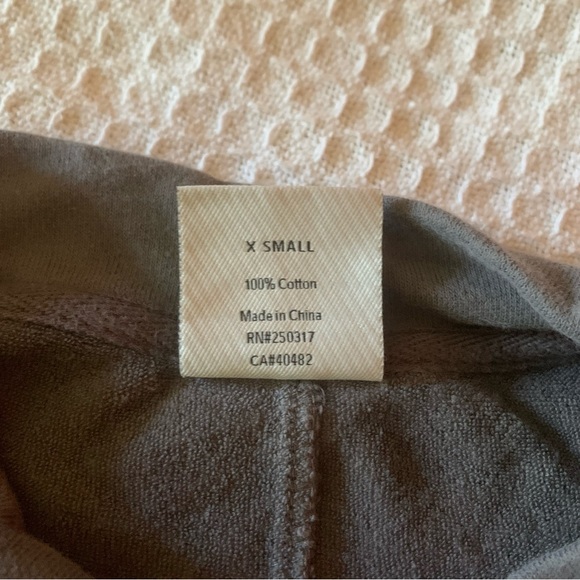 X SMALL
100% Cotton
Made in China
RN#250317
CA#40482